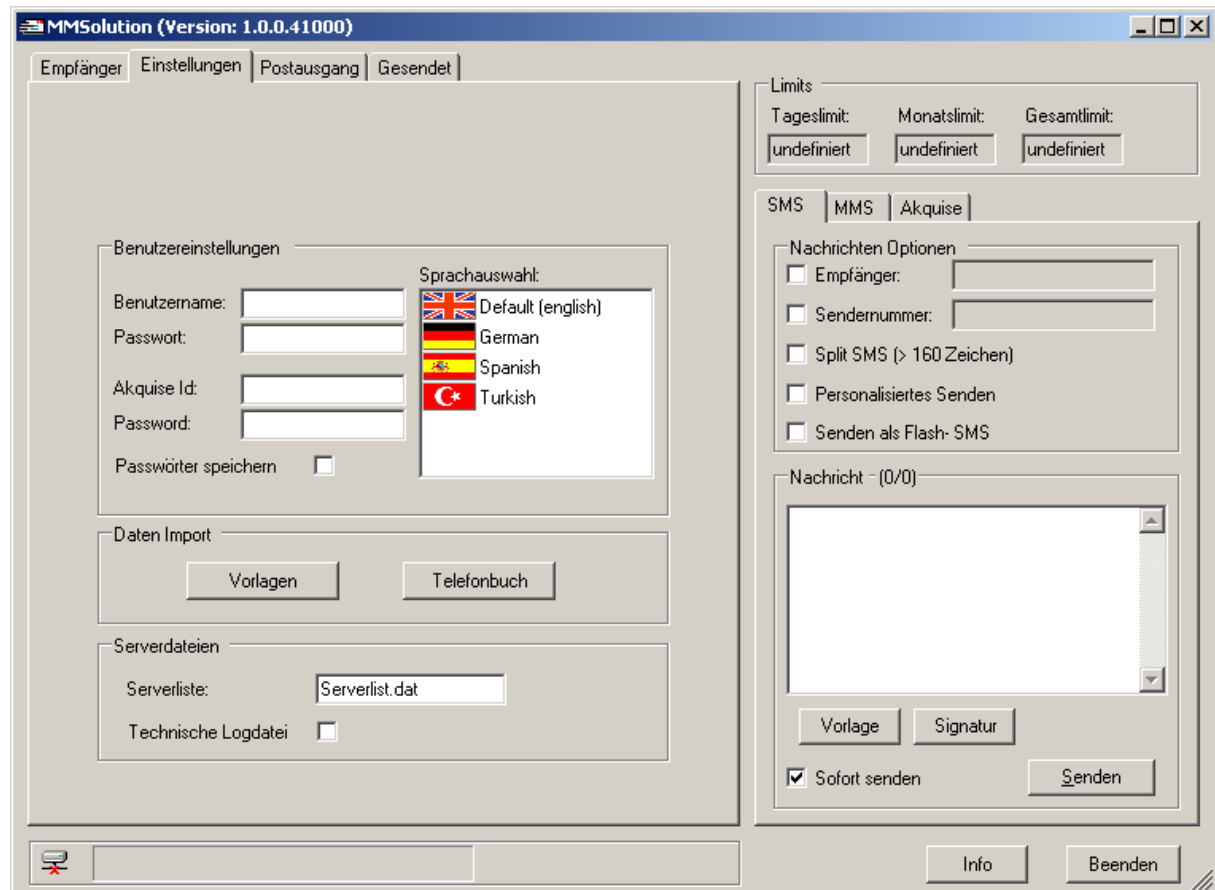 MMSolution (Version: 1.0.0.41000)
Empfänger Einstellungen Postausgang Gesendet
Benutzereinstellungen
Benutzername:
Passwort:
Akquise Id:
Password:
Passwörter speichern
Sprachauswahl:
Default (english)
German
Spanish
Turkish
Daten Import
Vorlagen Telefonbuch
Serverdateien
Serverliste: Serverlist.dat
Technische Logdatei
Limits
Tageslimit: Monatslimit: Gesamtlimit:
undefiniert undefiniert undefiniert
SMS MMS Akquise
Nachrichten Optionen
Empfänger:
Sendernummer:
Split SMS (> 160 Zeichen)
Personalisiertes Senden
Senden als Flash- SMS
Nachricht - (0/0)
Vorlage Signatur
Sofort senden Senden
Info Beenden